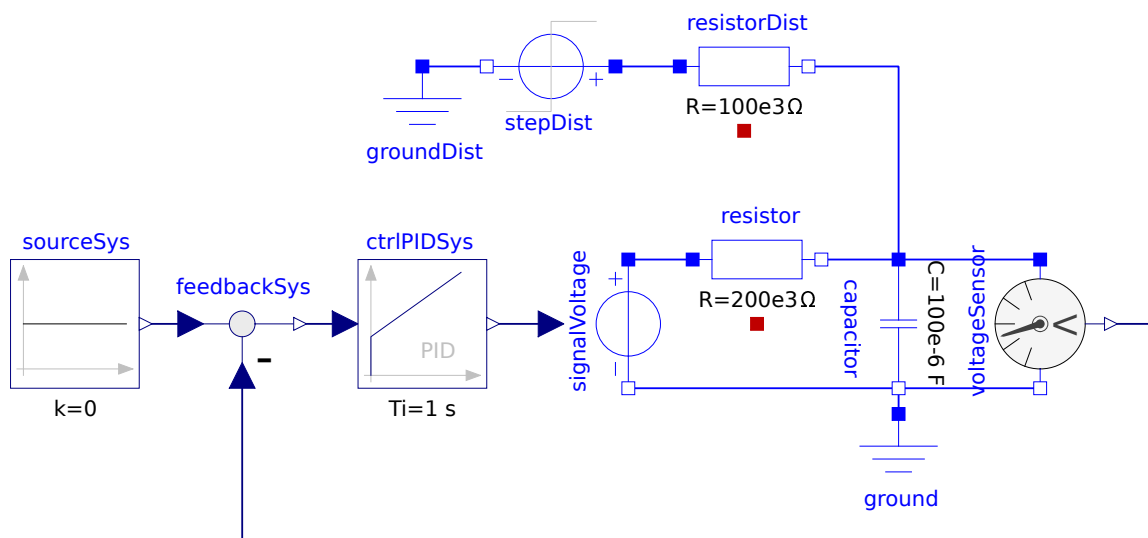 resistorDist
− +
R=100e3Ω
stepDist
groundDist
resistor
sourceSys
ctrlPIDSys
feedbackSys
signalVoltage
+
-
R=200e3Ω
capacitor
C=100e-6 F
voltageSensor
V
PID
-
k=0
Ti=1 s
ground